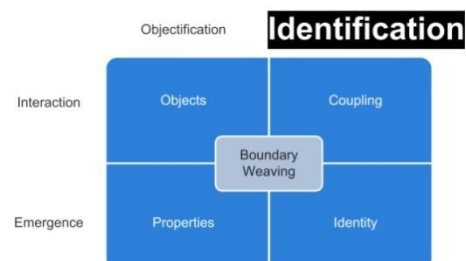 Objectification
Identification
Interaction
Objects
Coupling
Boundary
Weaving
Emergence
Properties
Identity